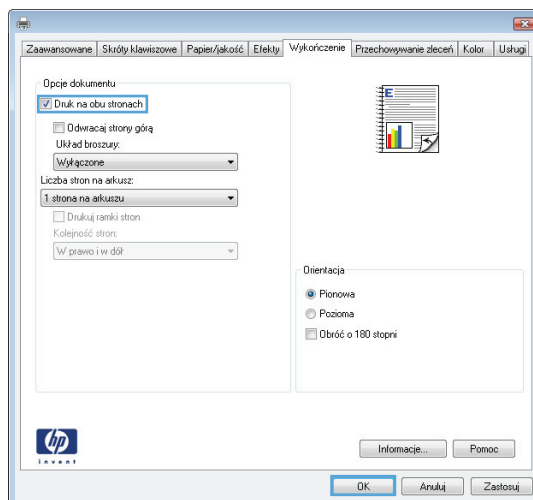 Zaawansowane Skróty klawiszowe Papier/jakość Efekty Wykończenie Przechowywanie zleceń Kolor Usługi
Opcje dokumentu
Druk na obu stronach
Odwracaj strony górą
Układ broszury:
Wyłączone
Liczba stron na arkusz:
1 strona na arkuszu
Drukuj ramki stron
Kolejność stron:
W prawo i w dół
E
Orientacja
Pionowa
Pozioma
Obróć o 180 stopni
hp
invent
Informacje... Pomoc
OK Anuluj Zastosuj